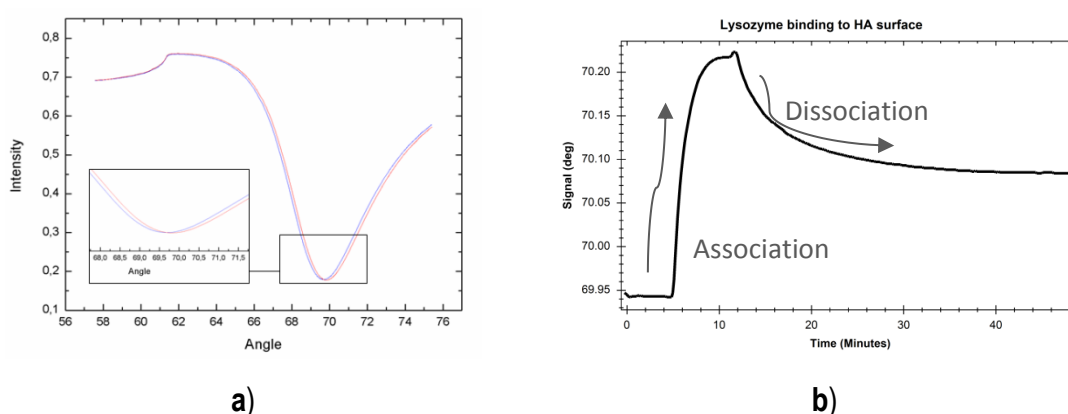 0,8
0,7
0,6
0,5
0,4
0,3
0,2
0,1
Intensity
56 58 60 62 64 66 68 70 72 74 76
Angle
68,0 68,5 69,0 69,5 70,0 70,5 71,0 71,5
Angle
a)
Lysozyme binding to HA surface
70.20
70.15
70.10
70.00
69.95
Signal (deg)
0 10 20 30 40
Time (Minutes)
Association
Dissociation
b)